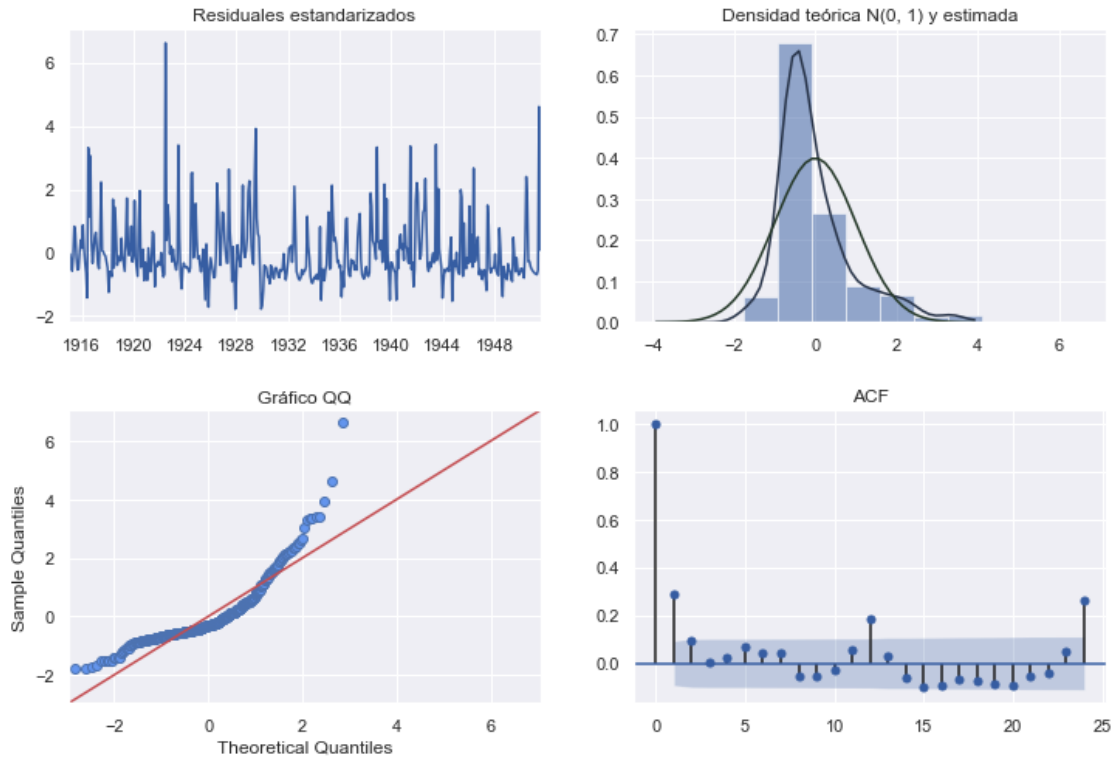 Residuales estandarizados
6
4
2
0
−2
1916 1920 1924 1928 1932 1936 1940 1944 1948
Densidad teórica N(0, 1) y estimada
0.7
0.6
0.5
0.4
0.3
0.2
0.1
0.0
−4 −2 0 2 4 6
Gráfico QQ
Sample Quantiles
6
4
2
0
−2
−2 0 2 4 6
Theoretical Quantiles
ACF
1.0
0.8
0.6
0.4
0.2
0.0
0 5 10 15 20 25